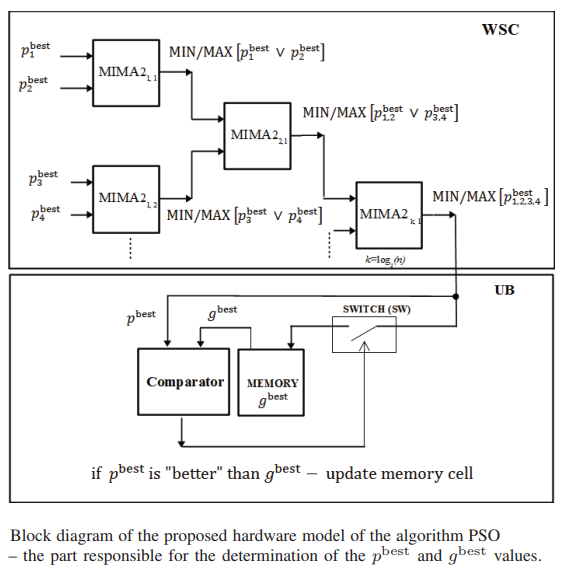 WSC
p₁ᵇᵉˢᵗ
p₂ᵇᵉˢᵗ
MIMA2₁,₁
MIN/MAX [p₁ᵇᵉˢᵗ ∨ p₂ᵇᵉˢᵗ]
MIMA2₂,₁
MIN/MAX [p₁,₂ᵇᵉˢᵗ ∨ p₃,₄ᵇᵉˢᵗ]
p₃ᵇᵉˢᵗ
p₄ᵇᵉˢᵗ
MIMA2₁,₂
MIN/MAX [p₃ᵇᵉˢᵗ ∨ p₄ᵇᵉˢᵗ]
MIMA2ₖ,₁
MIN/MAX [p₁,₂,₃,₄ᵇᵉˢᵗ ]
k=log₂(n)
UB
pᵇᵉˢᵗ
gᵇᵉˢᵗ
SWITCH (SW)
Comparator
MEMORY
gᵇᵉˢᵗ
if pᵇᵉˢᵗ is "better" than gᵇᵉˢᵗ − update memory cell
Block diagram of the proposed hardware model of the algorithm PSO
– the part responsible for the determination of the pᵇᵉˢᵗ and gᵇᵉˢᵗ values.